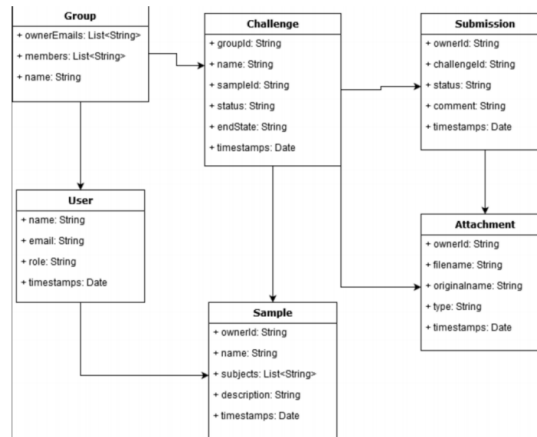 Group
+ ownerEmails: List<String>
+ members: List<String>
+ name: String
Challenge
+ groupId: String
+ name: String
+ sampleId: String
+ status: String
+ endState: String
+ timestamps: Date
Submission
+ ownerId: String
+ challengeId: String
+ status: String
+ comment: String
+ timestamps: Date
User
+ name: String
+ email: String
+ role: String
+ timestamps: Date
Attachment
+ ownerId: String
+ filename: String
+ originalname: String
+ type: String
+ timestamps: Date
Sample
+ ownerId: String
+ name: String
+ subjects: List<String>
+ description: String
+ timestamps: Date